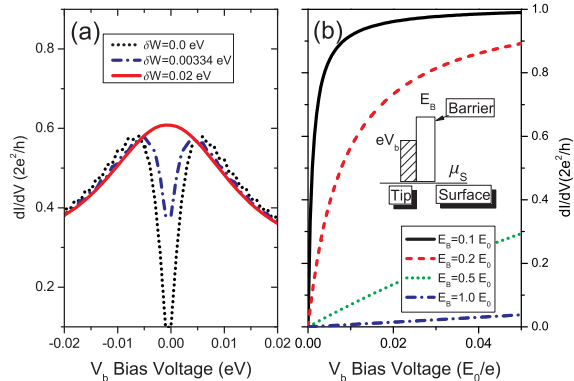 (a)
δW=0.0 eV
δW=0.00334 eV
δW=0.02 eV
dI/dV(2e²/h)
0.8
0.6
0.4
0.2
-0.02
-0.01
0.00
0.01
0.02
V_b Bias Voltage (eV)
(b)
E_B
Barrier
eV_b
μ_S
Tip
Surface
E_B=0.1 E_0
E_B=0.2 E_0
E_B=0.5 E_0
E_B=1.0 E_0
1.0
0.8
0.6
0.4
0.2
0.0
dI/dV(2e²/h)
0.00
0.02
0.04
V_b Bias Voltage (E_0/e)